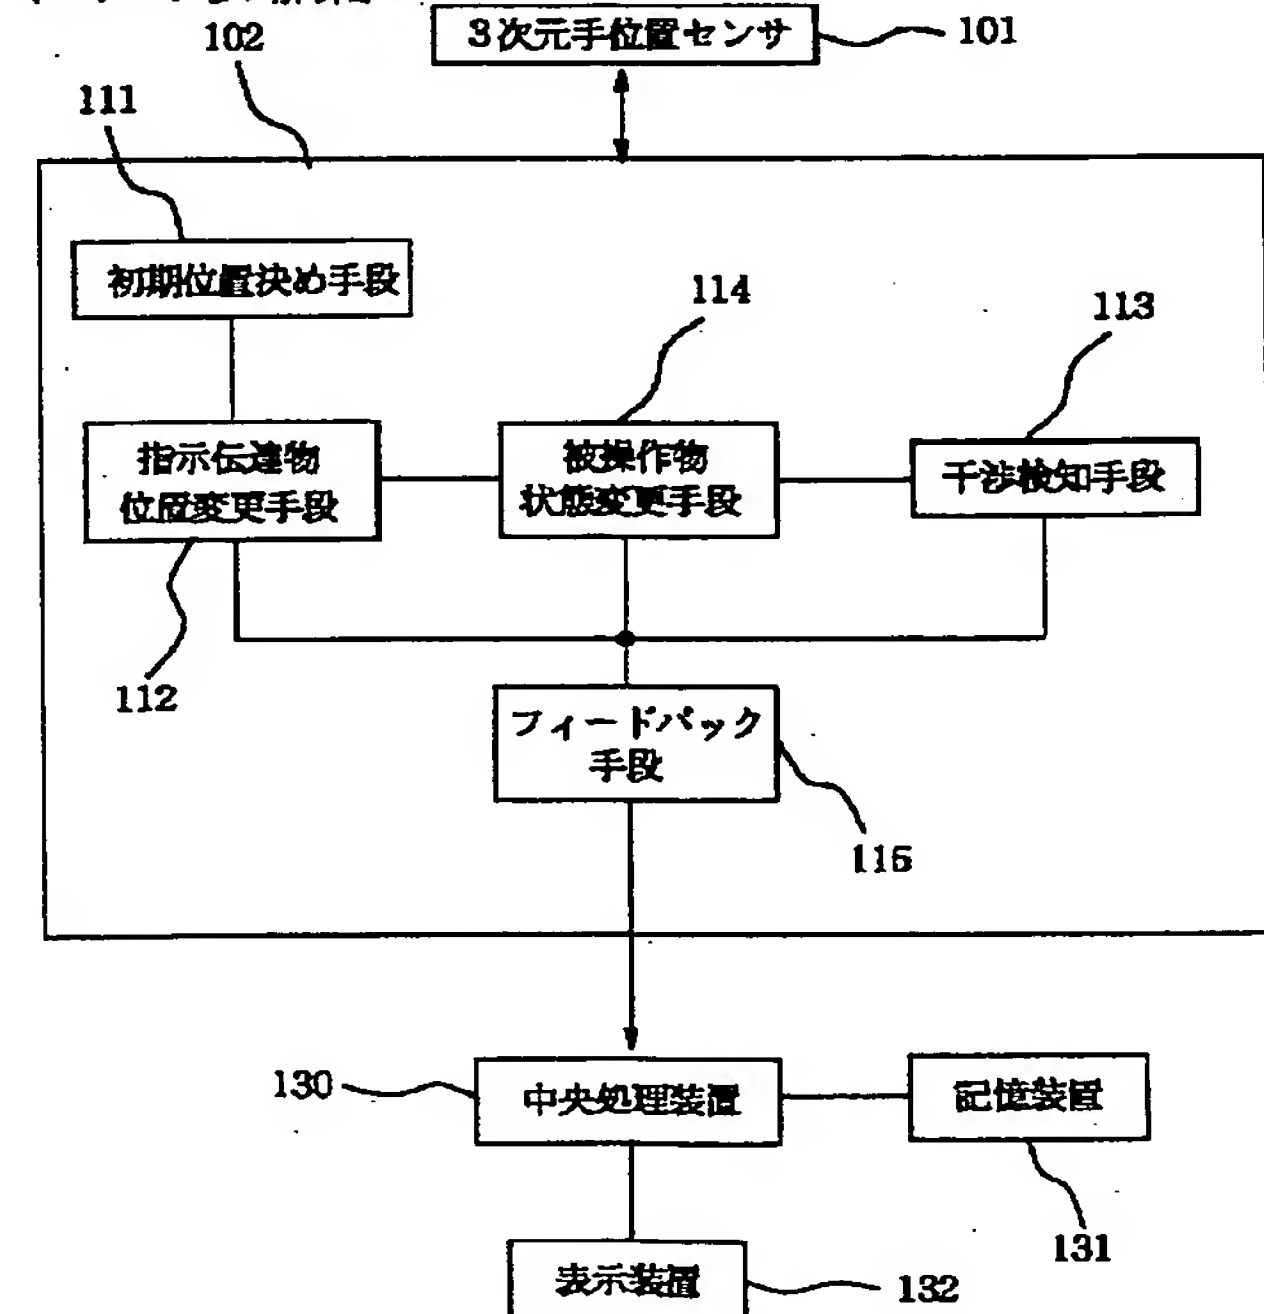 3次元手位置センサ
101
102
111
初期位置決め手段
114
113
指示伝達物
位置変更手段
被操作物
状態変更手段
干渉検知手段
112
フィードバック
手段
115
130
中央処理装置
記憶装置
131
表示装置
132